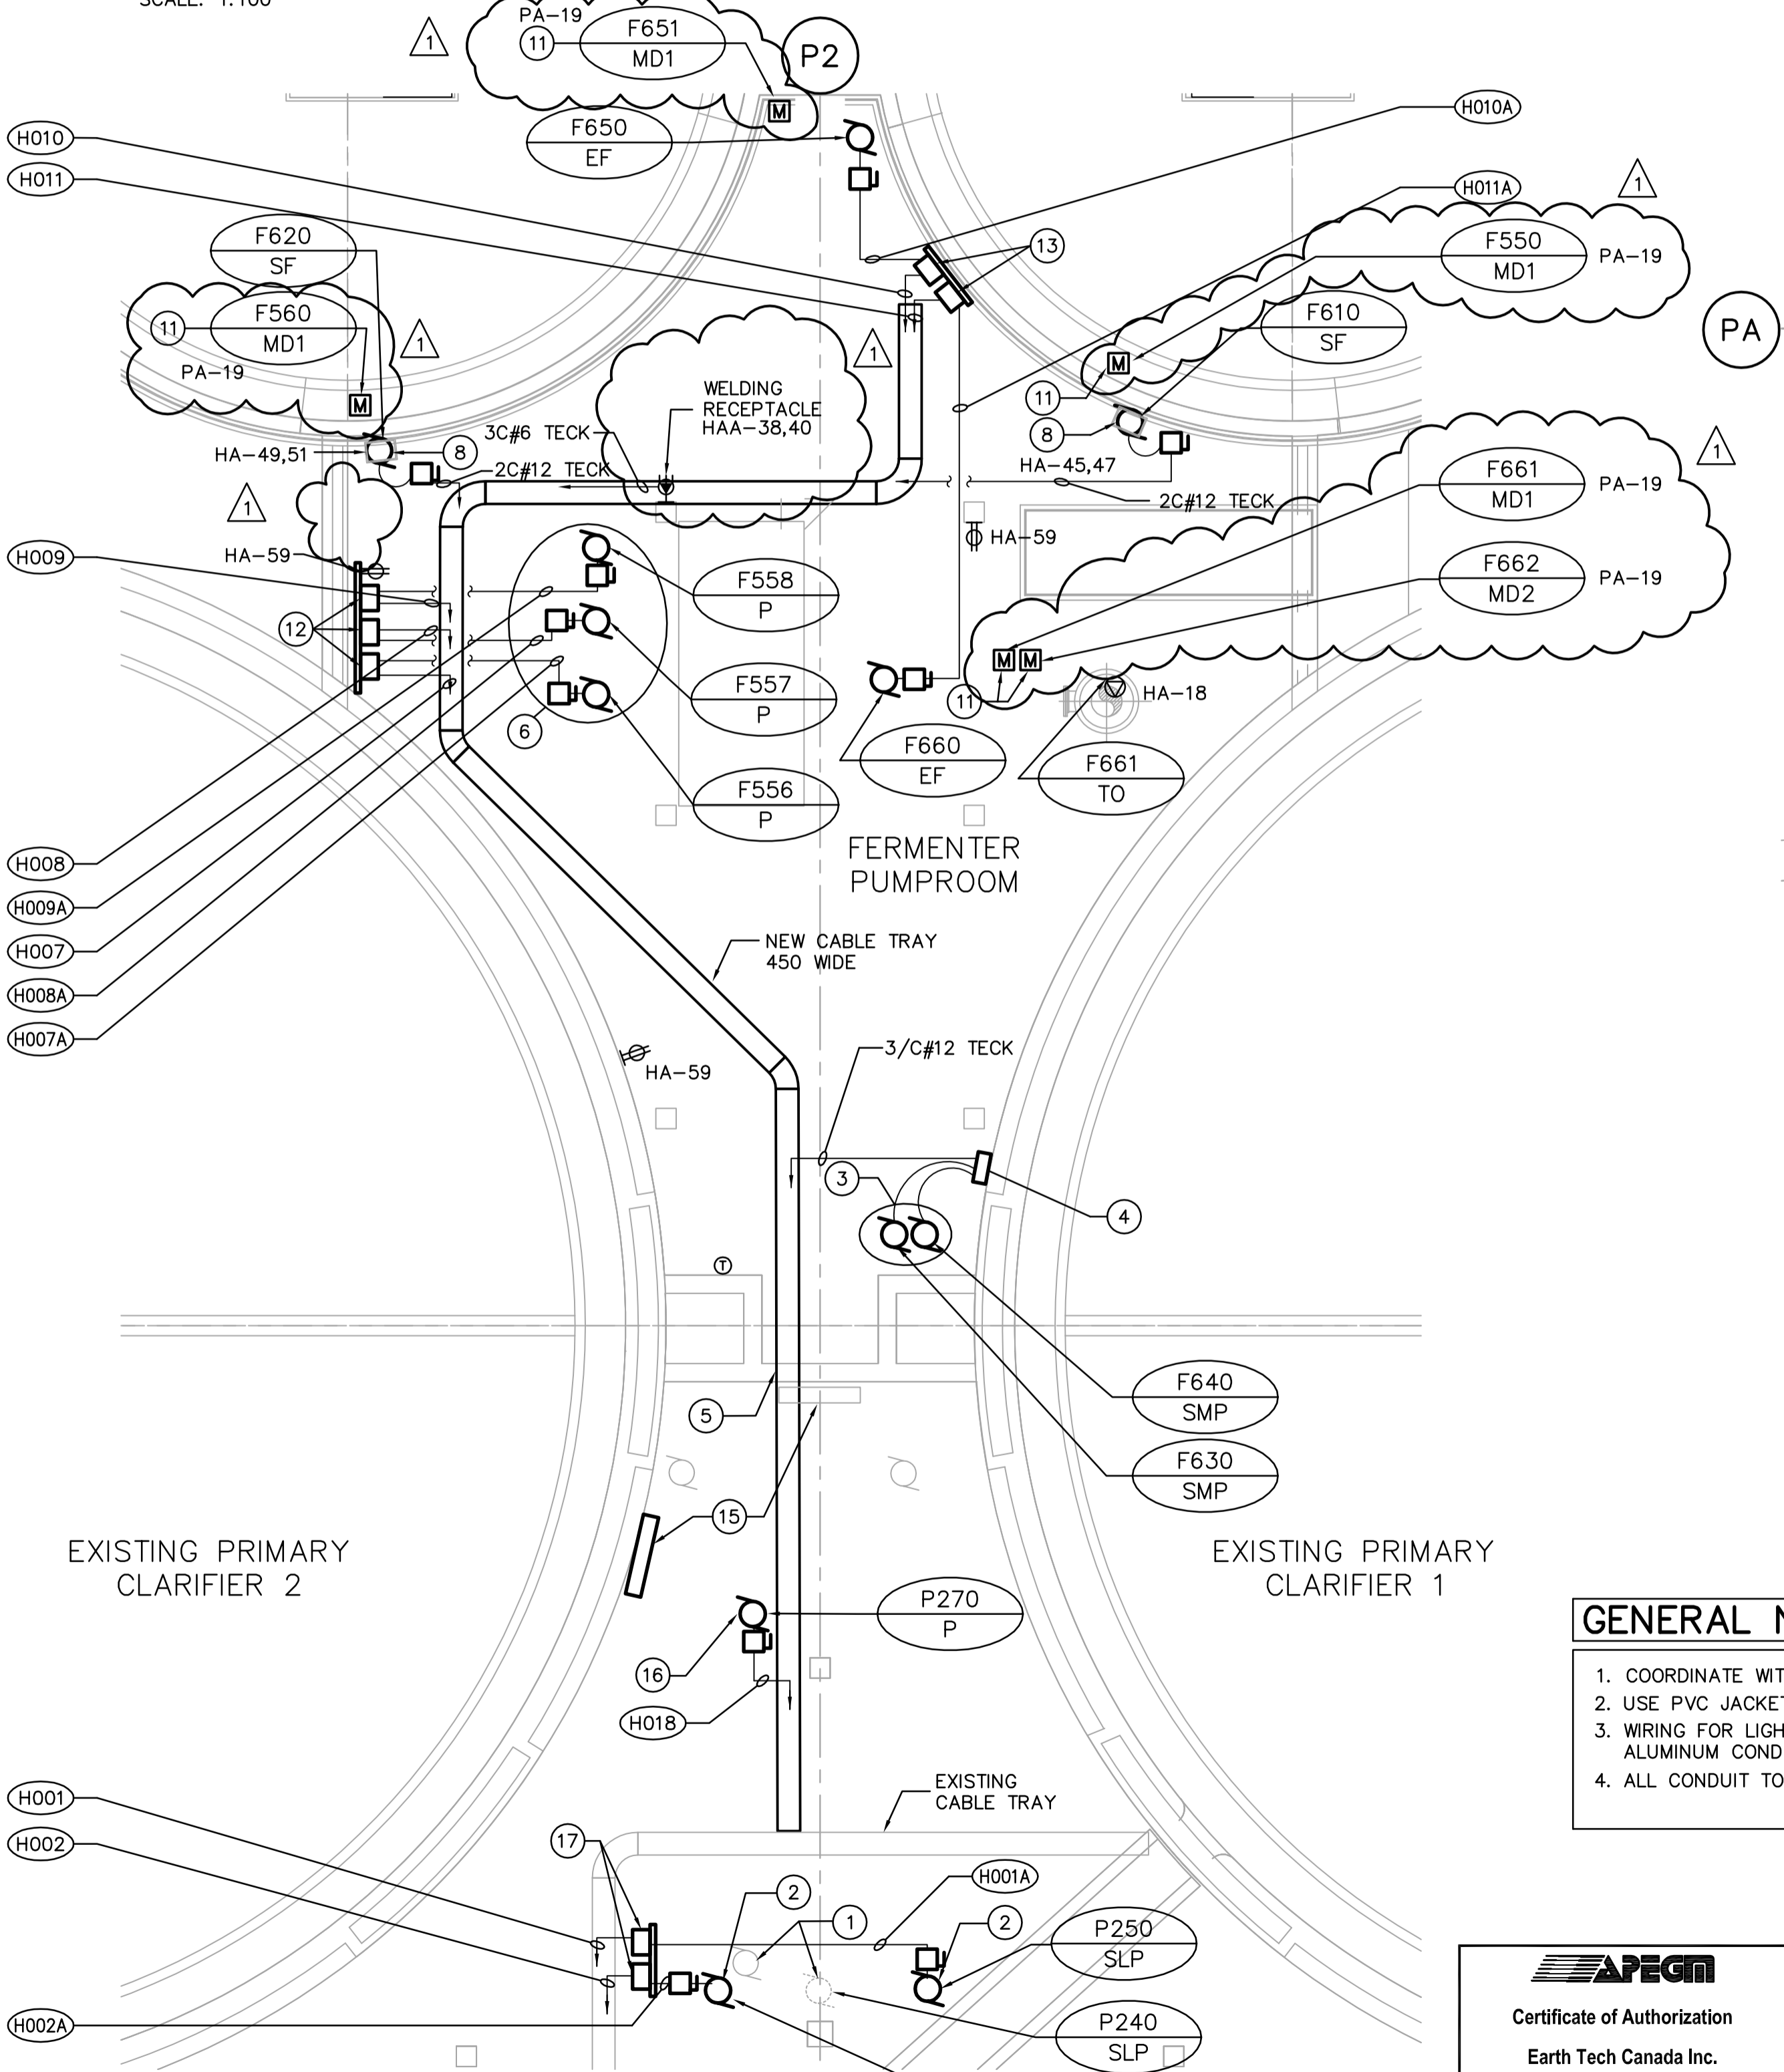 SCALE: 1:100
PA-19
11
F651
MD1
1
P2
H010
F650
EF
H010A
H011
H011A
1
F620
SF
13
F550
MD1
PA-19
11
F560
MD1
1
PA-19
F610
SF
PA
1
WELDING
RECEPTACLE
HAA-38,40
11
3C#6 TECK
HA-49,51
8
8
HA-45,47
2C#12 TECK
2C#12 TECK
1
F661
MD1
PA-19
1
HA-59
HA-59
H009
F558
P
F662
MD2
PA-19
12
F557
P
6
11
HA-18
F660
EF
F661
TO
F556
P
FERMENTER
PUMPROOM
H008
H009A
H007
H008A
H007A
NEW CABLE TRAY
450 WIDE
3/C#12 TECK
HA-59
3
4
T
F640
SMP
5
F630
SMP
15
EXISTING PRIMARY
CLARIFIER 2
EXISTING PRIMARY
CLARIFIER 1
P270
P
16
H018
GENERAL
1. COORDINATE
2. USE PVC
3. WIRING FOR
ALUMINUM
4. ALL CONDUIT TO
H001
EXISTING
CABLE TRAY
H002
17
H001A
2
1
2
P250
SLP
H002A
P240
SLP
APEGM
Certificate of Authorization
Earth Tech Canada Inc.
M
M
M
M
M